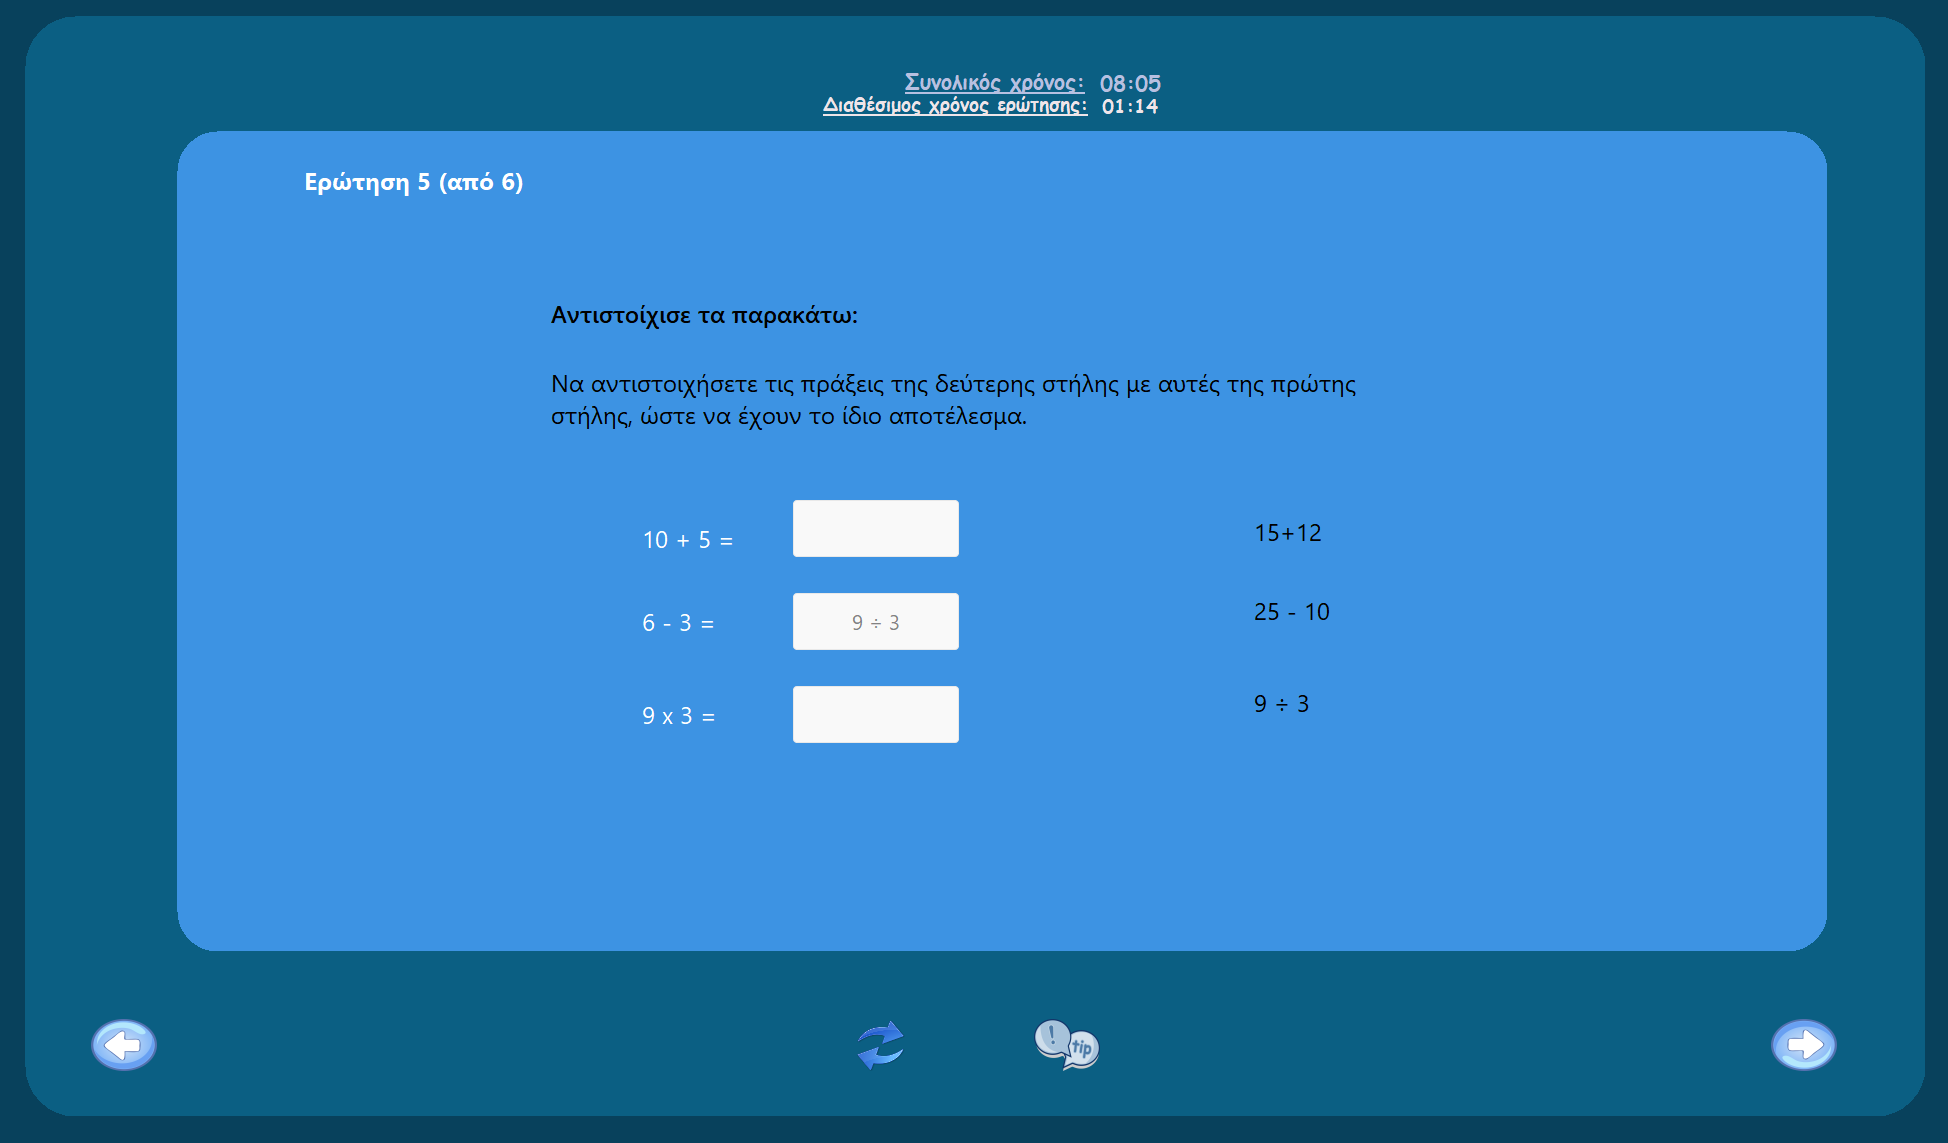 Συνολικός χρόνος: 08:05
Διαθέσιμος χρόνος ερώτησης: 01:14
Ερώτηση 5 (από 6)
Αντιστοίχισε τα παρακάτω:
Να αντιστοιχήσετε τις πράξεις της δεύτερης στήλης με αυτές της πρώτης
στήλης, ώστε να έχουν το ίδιο αποτέλεσμα.
10 + 5 =
15+12
6 - 3 =
9 ÷ 3
25 - 10
9 x 3 =
9 ÷ 3
! tip